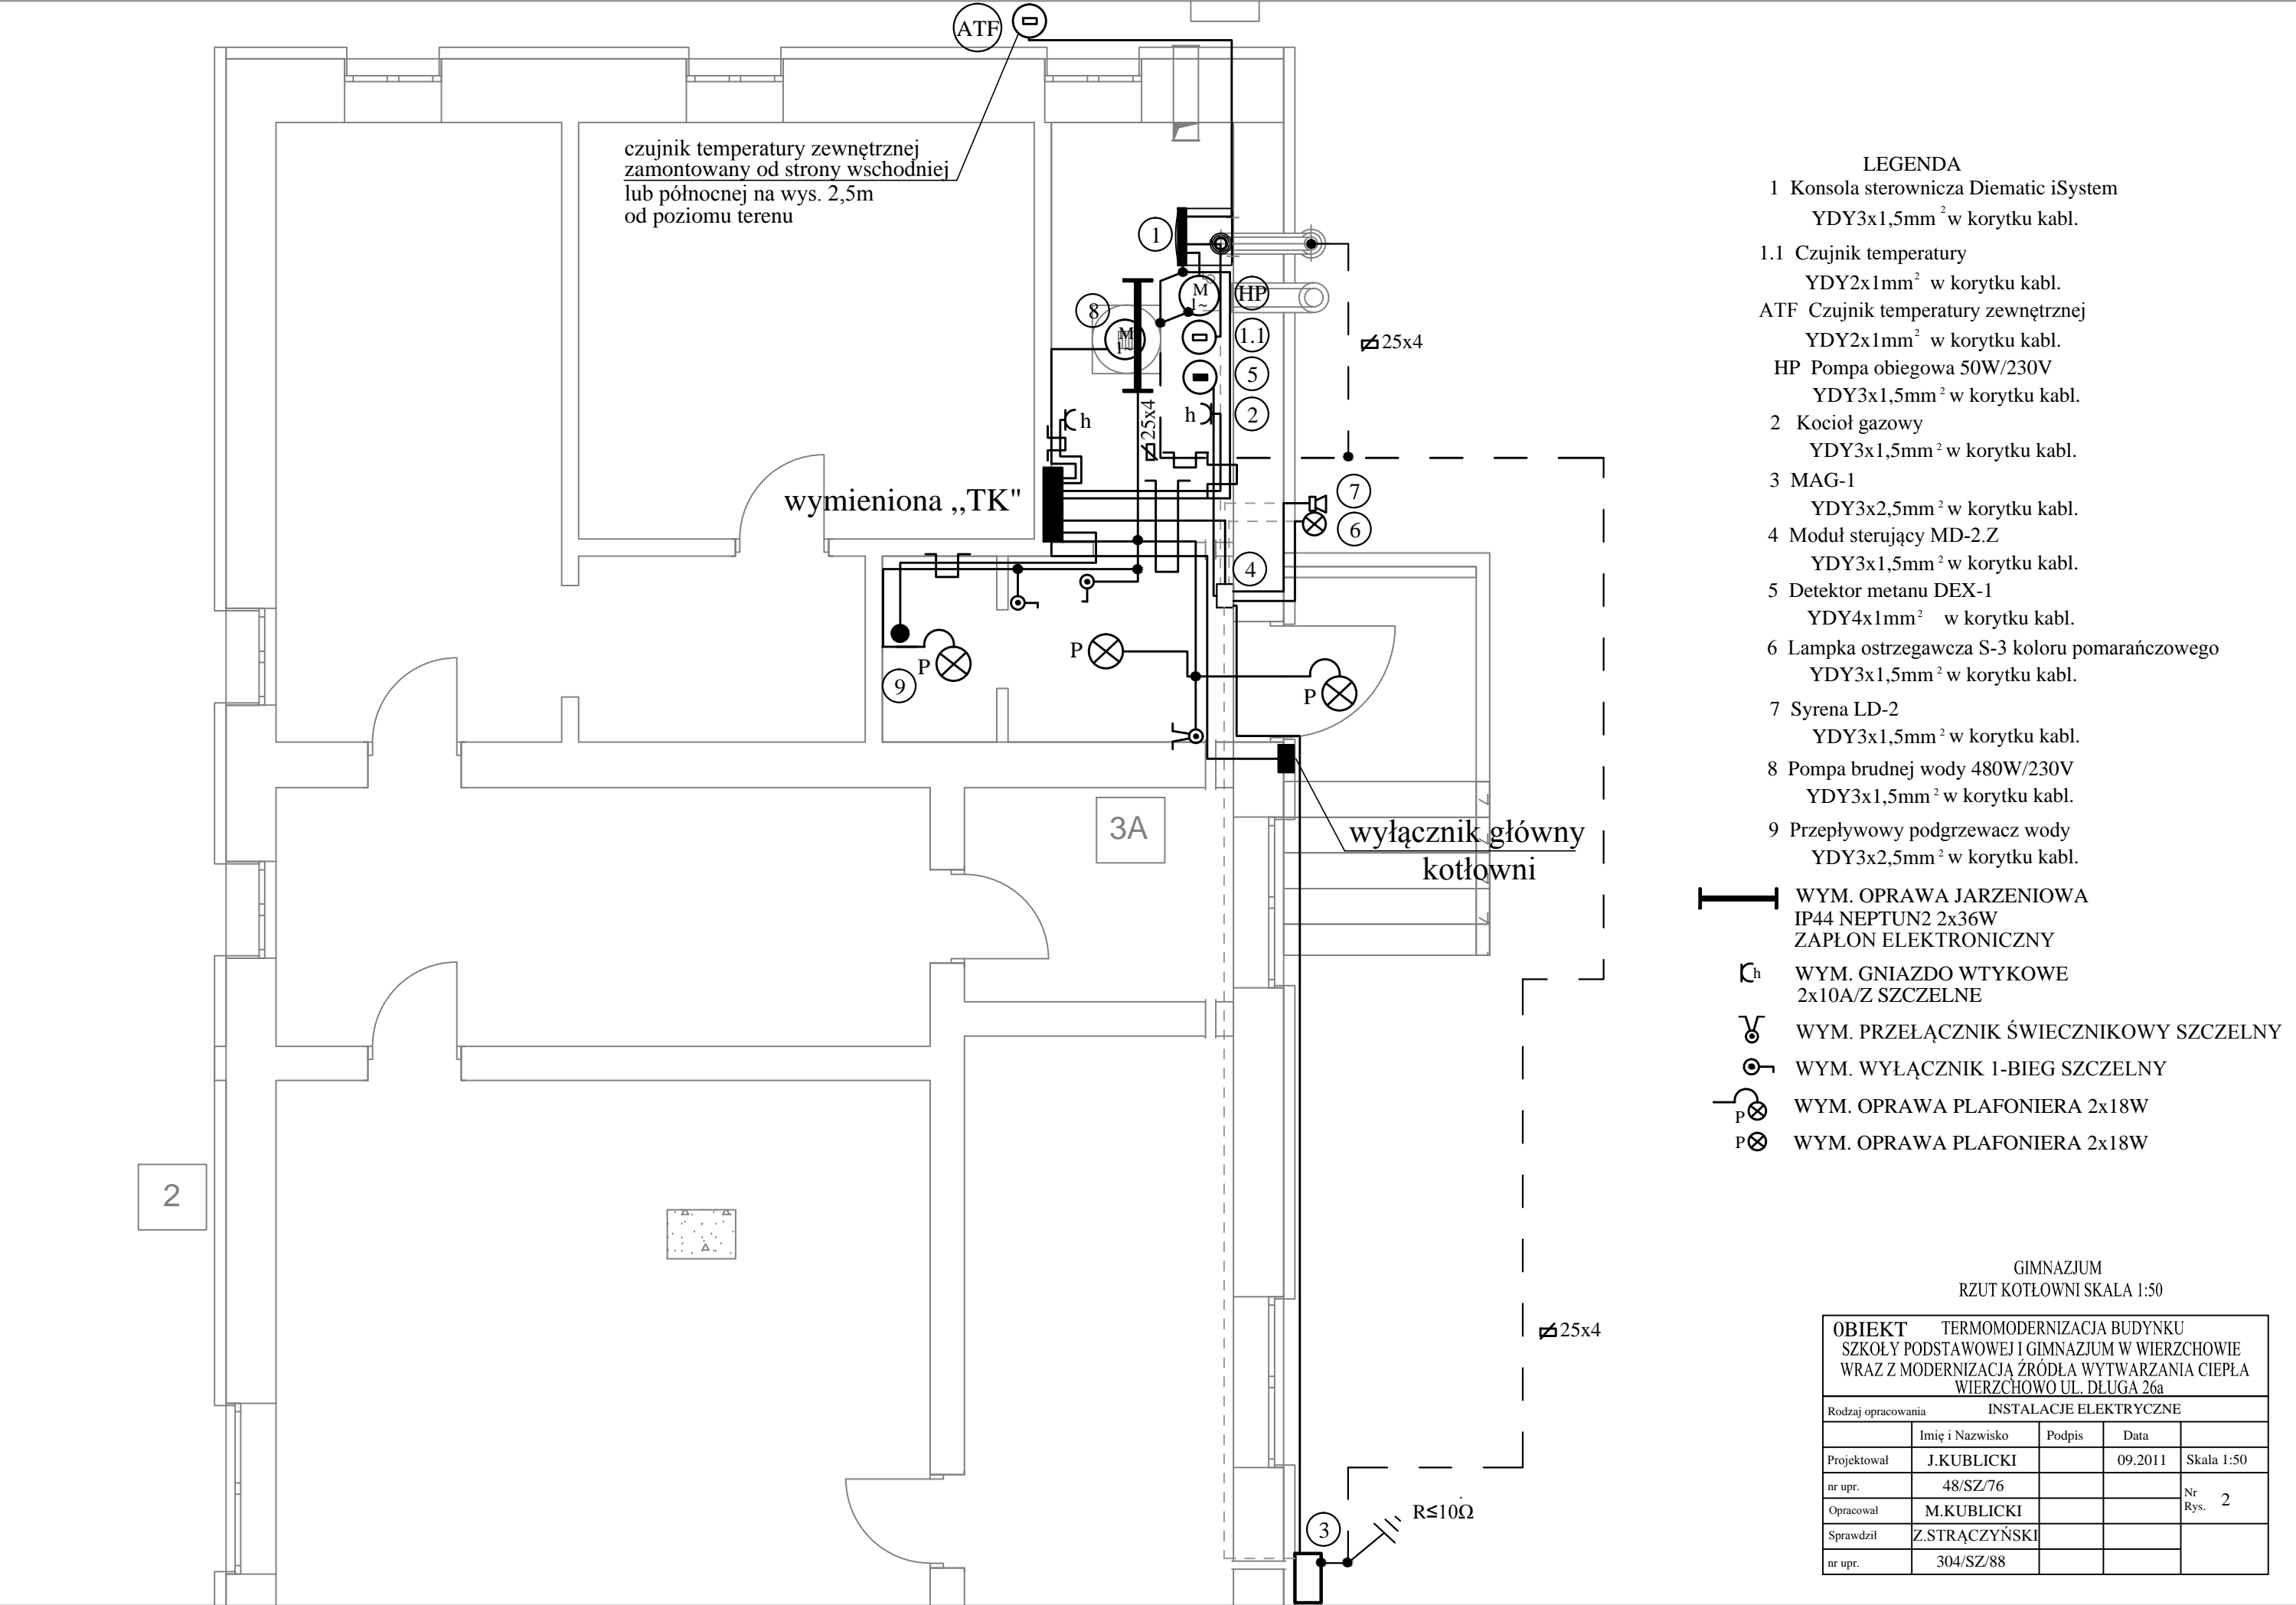 ATF
czujnik temperatury zewnętrznej
zamontowany od strony wschodniej
lub północnej na wys. 2,5m
od poziomu terenu
1
M
1~
HP
8
M
1~
1.1
5
2
h
h
25x4
25x4
wymieniona ,,TK"
7
6
4
P
9
P
P
3A
wyłącznik główny
kotłowni
2
25x4
R≤10Ω
3
LEGENDA
1 Konsola sterownicza Diematic iSystem
YDY3x1,5mm² w korytku kabl.
1.1 Czujnik temperatury
YDY2x1mm² w korytku kabl.
ATF Czujnik temperatury zewnętrznej
YDY2x1mm² w korytku kabl.
HP Pompa obiegowa 50W/230V
YDY3x1,5mm² w korytku kabl.
2 Kocioł gazowy
YDY3x1,5mm² w korytku kabl.
3 MAG-1
YDY3x2,5mm² w korytku kabl.
4 Moduł sterujący MD-2.Z
YDY3x1,5mm² w korytku kabl.
5 Detektor metanu DEX-1
YDY4x1mm² w korytku kabl.
6 Lampka ostrzegawcza S-3 koloru pomarańczowego
YDY3x1,5mm² w korytku kabl.
7 Syrena LD-2
YDY3x1,5mm² w korytku kabl.
8 Pompa brudnej wody 480W/230V
YDY3x1,5mm² w korytku kabl.
9 Przepływowy podgrzewacz wody
YDY3x2,5mm² w korytku kabl.
WYM. OPRAWA JARZENIOWA
IP44 NEPTUN2 2x36W
ZAPŁON ELEKTRONICZNY
h WYM. GNIAZDO WTYKOWE
2x10A/Z SZCZELNE
WYM. PRZEŁĄCZNIK ŚWIECZNIKOWY SZCZELNY
WYM. WYŁĄCZNIK 1-BIEG SZCZELNY
P WYM. OPRAWA PLAFONIERA 2x18W
P WYM. OPRAWA PLAFONIERA 2x18W
GIMNAZJUM
RZUT KOTŁOWNI SKALA 1:50
0BIEKT TERMOMODERNIZACJA BUDYNKU
SZKOŁY PODSTAWOWEJ I GIMNAZJUM W WIERZCHOWIE
WRAZ Z MODERNIZACJĄ ŹRÓDŁA WYTWARZANIA CIEPŁA
WIERZCHOWO UL. DŁUGA 26a
Rodzaj opracowania INSTALACJE ELEKTRYCZNE
Imię i Nazwisko Podpis Data
Projektował J.KUBLICKI 09.2011 Skala 1:50
nr upr. 48/SZ/76 Nr
Rys. 2
Opracował M.KUBLICKI
Sprawdził Z.STRĄCZYŃSKI
nr upr. 304/SZ/88